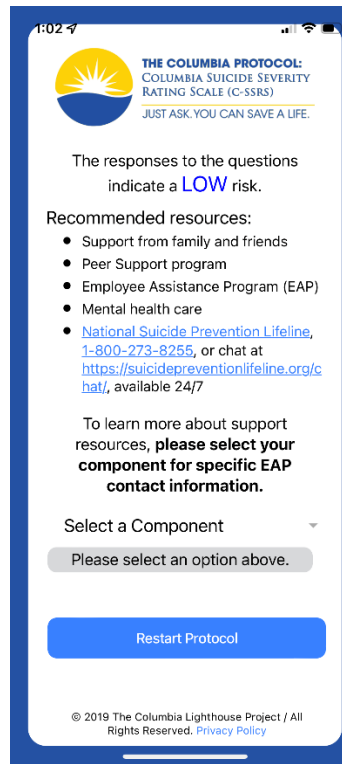 1:02
THE COLUMBIA PROTOCOL:
COLUMBIA SUICIDE SEVERITY
RATING SCALE (C-SSRS)
JUST ASK. YOU CAN SAVE A LIFE.
The responses to the questions
indicate a LOW risk.
Recommended resources:
• Support from family and friends
• Peer Support program
• Employee Assistance Program (EAP)
• Mental health care
• National Suicide Prevention Lifeline,
1-800-273-8255, or chat at
https://suicidepreventionlifeline.org/c
hat/, available 24/7
To learn more about support
resources, please select your
component for specific EAP
contact information.
Select a Component
Please select an option above.
Restart Protocol
© 2019 The Columbia Lighthouse Project / All
Rights Reserved. Privacy Policy